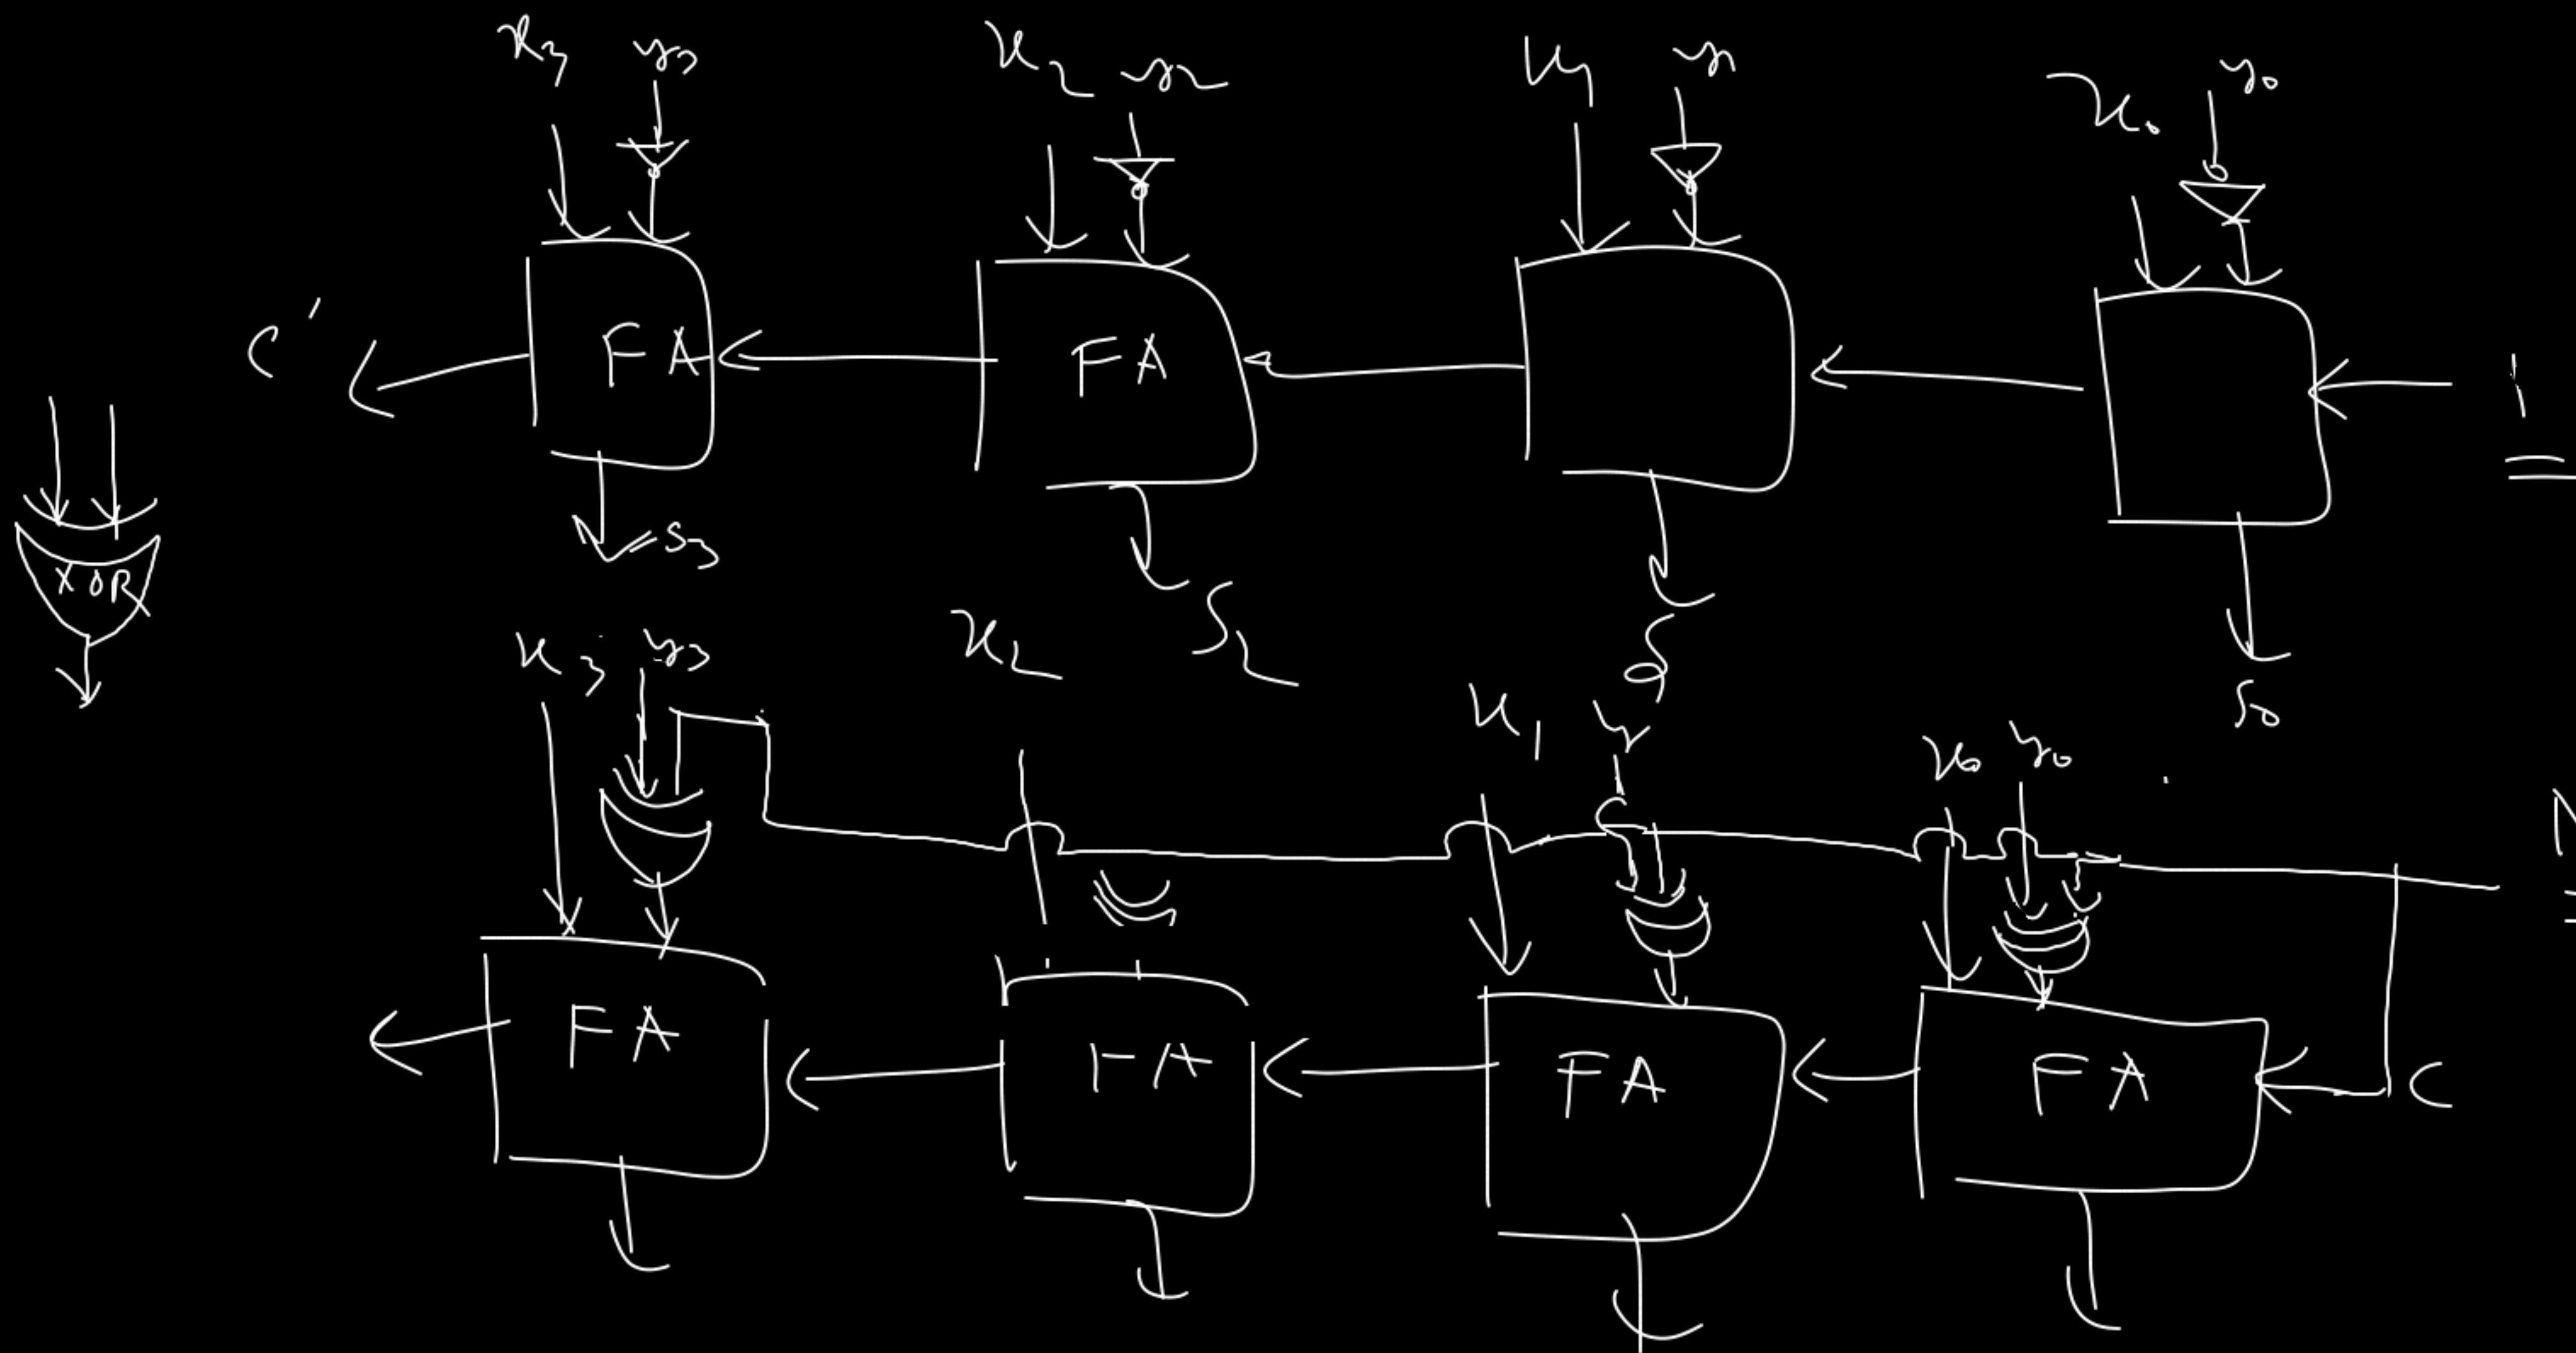 x₃ y₃ x₂ y₂ x₁ y₁ x₀ y₀
C' FA FA 1
XOR
S₃ S₂ S₁ S₀
x₃ y₃ x₂ x₁ y x₀ y₀
FA FA FA FA C